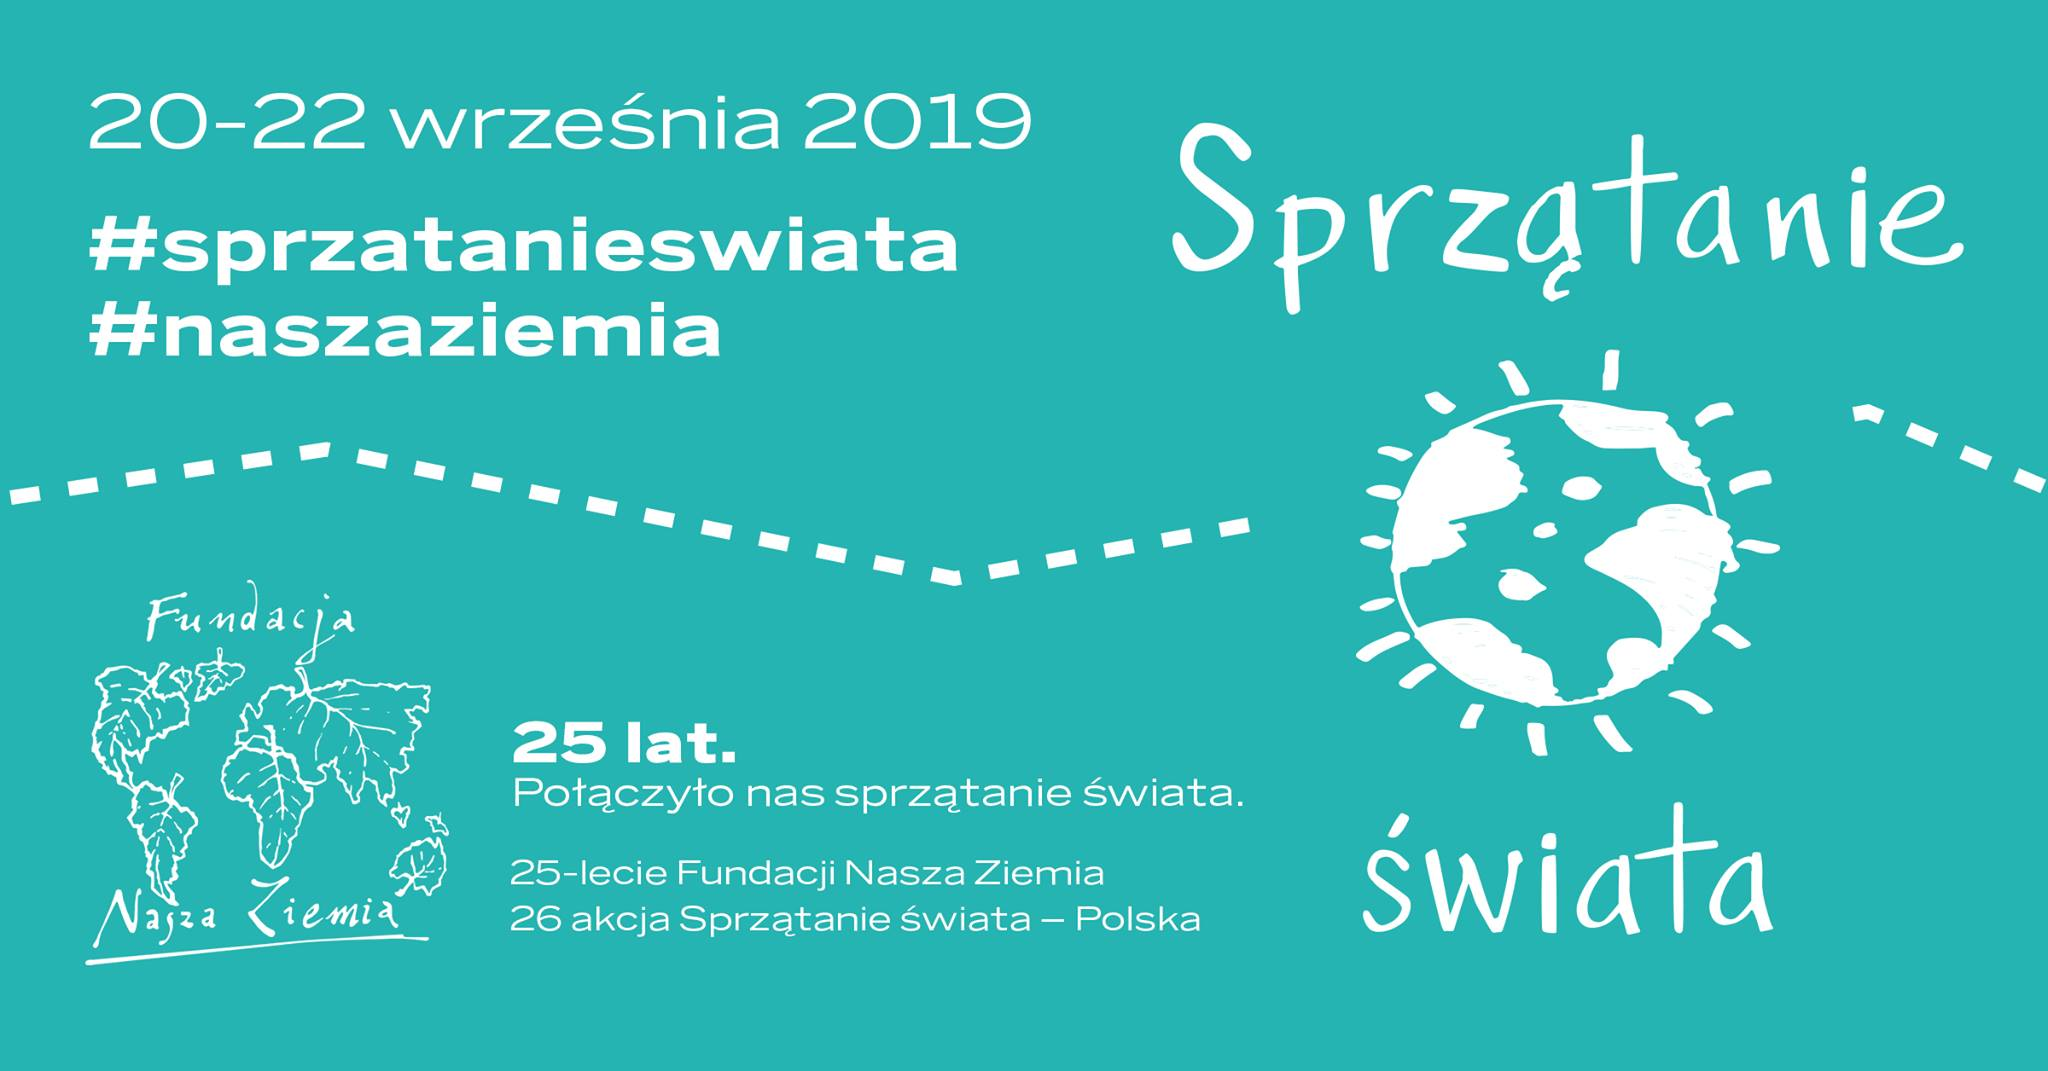 20-22 września 2019
#sprzatanieswiata
#naszaziemia
Sprzątanie
świata
Fundacja
Nasza Ziemia
25 lat.
Połączyło nas sprzątanie świata.
25-lecie Fundacji Nasza Ziemia
26 akcja Sprzątanie świata – Polska